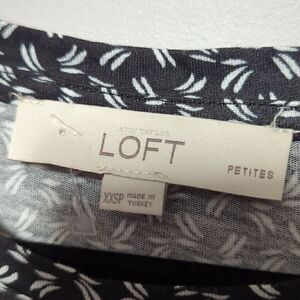 ANN TAYLOR
LOFT
PETITES
XXSP
MADE IN
TURKEY